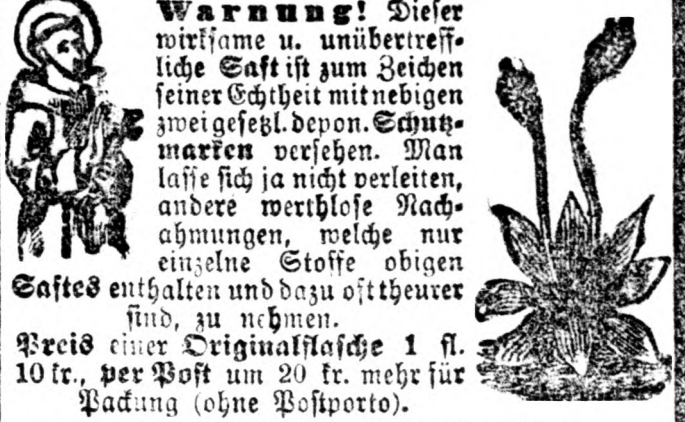 Warnung! Dieser
wirksame u. unübertreff-
liche Saft ist zum Zeichen
seiner Echtheit mit nebigen
zwei gesetzl. depon. Schutz-
marken versehen. Man
lasse sich ja nicht verleiten,
andere werthlose Nach-
ahmungen, welche nur
einzelne Stoffe obigen
Saftes enthalten und dazu oft theurer
sind, zu nehmen.
Preis einer Originalflasche 1 fl.
10 kr., per Post um 20 kr. mehr für
Packung (ohne Postporto).